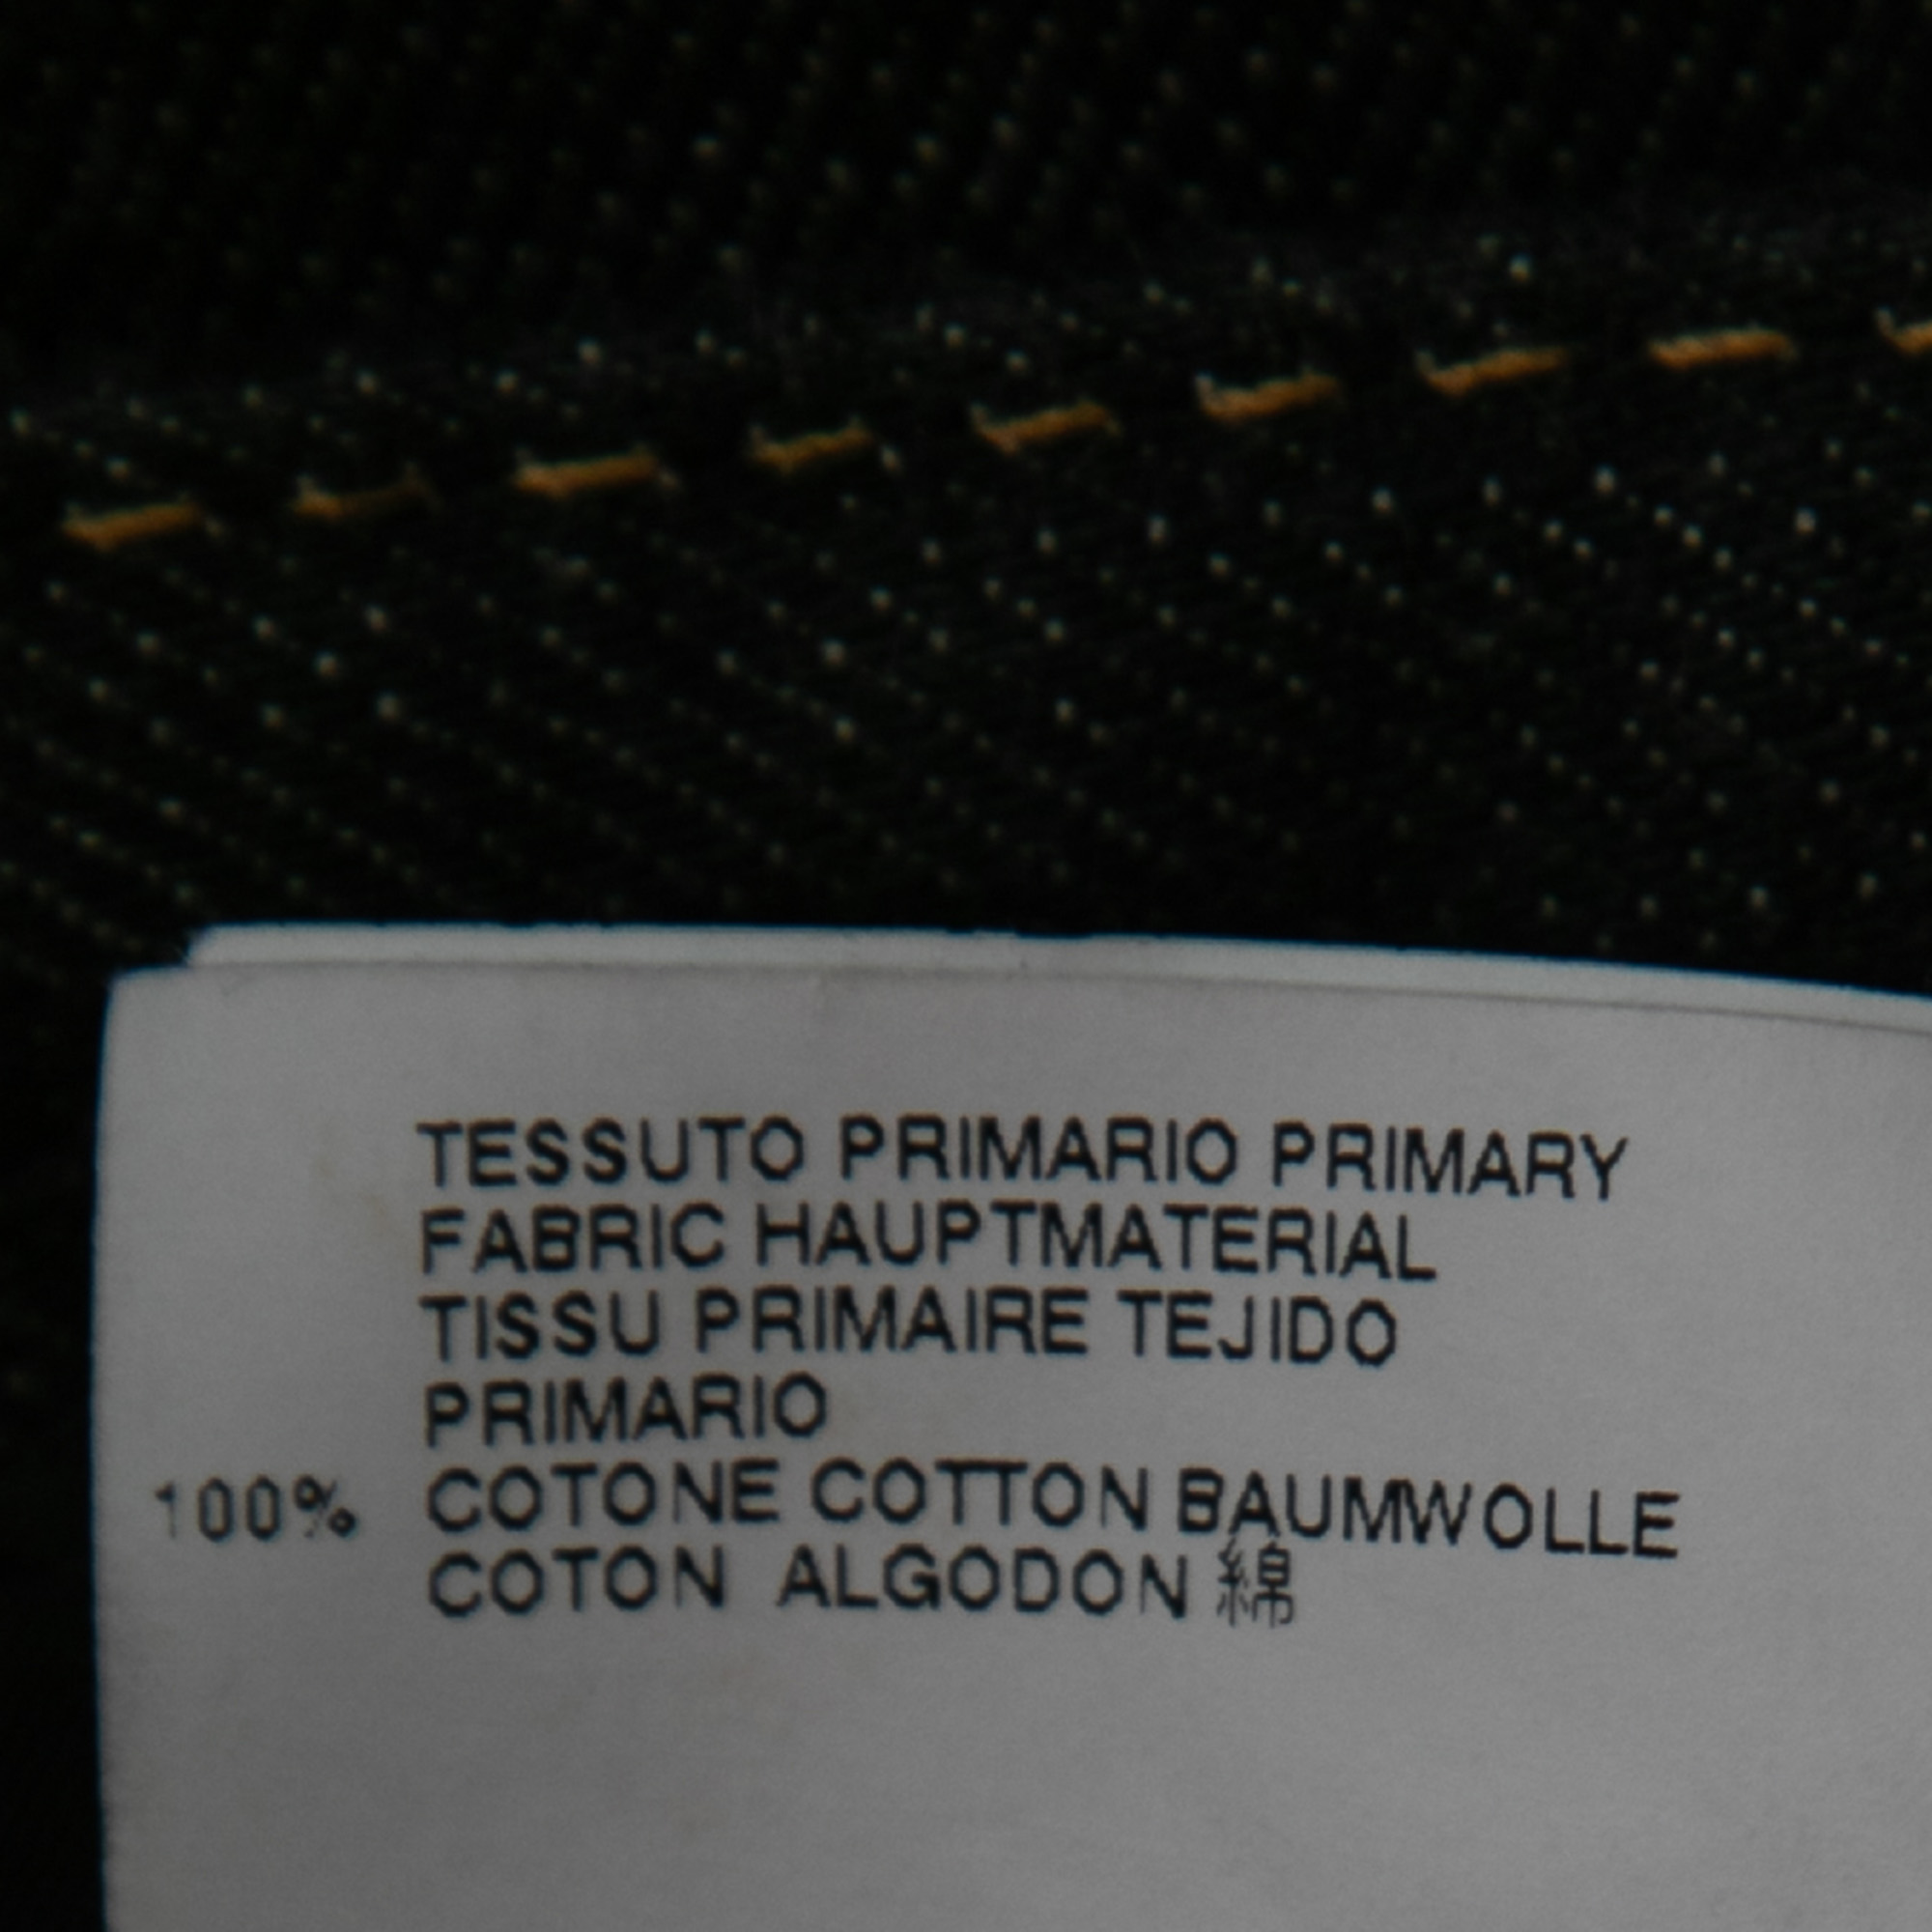 TESSUTO PRIMARIO PRIMARY
FABRIC HAUPTMATERIAL
TISSU PRIMAIRE TEJIDO
PRIMARIO
100% COTONE COTTON BAUMWOLLE
COTON ALGODON 綿